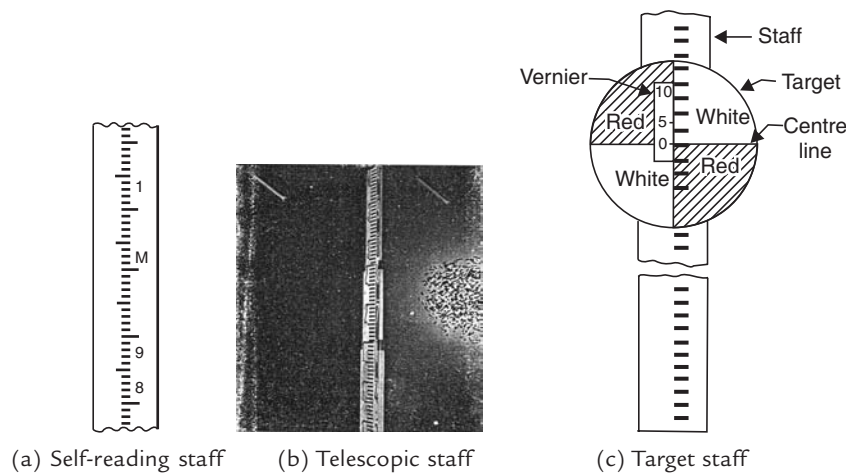 1
M
9
8
(a) Self-reading staff
(b) Telescopic staff
Staff
Vernier
Target
10
5
0
Red
White
Centre
line
White
Red
(c) Target staff